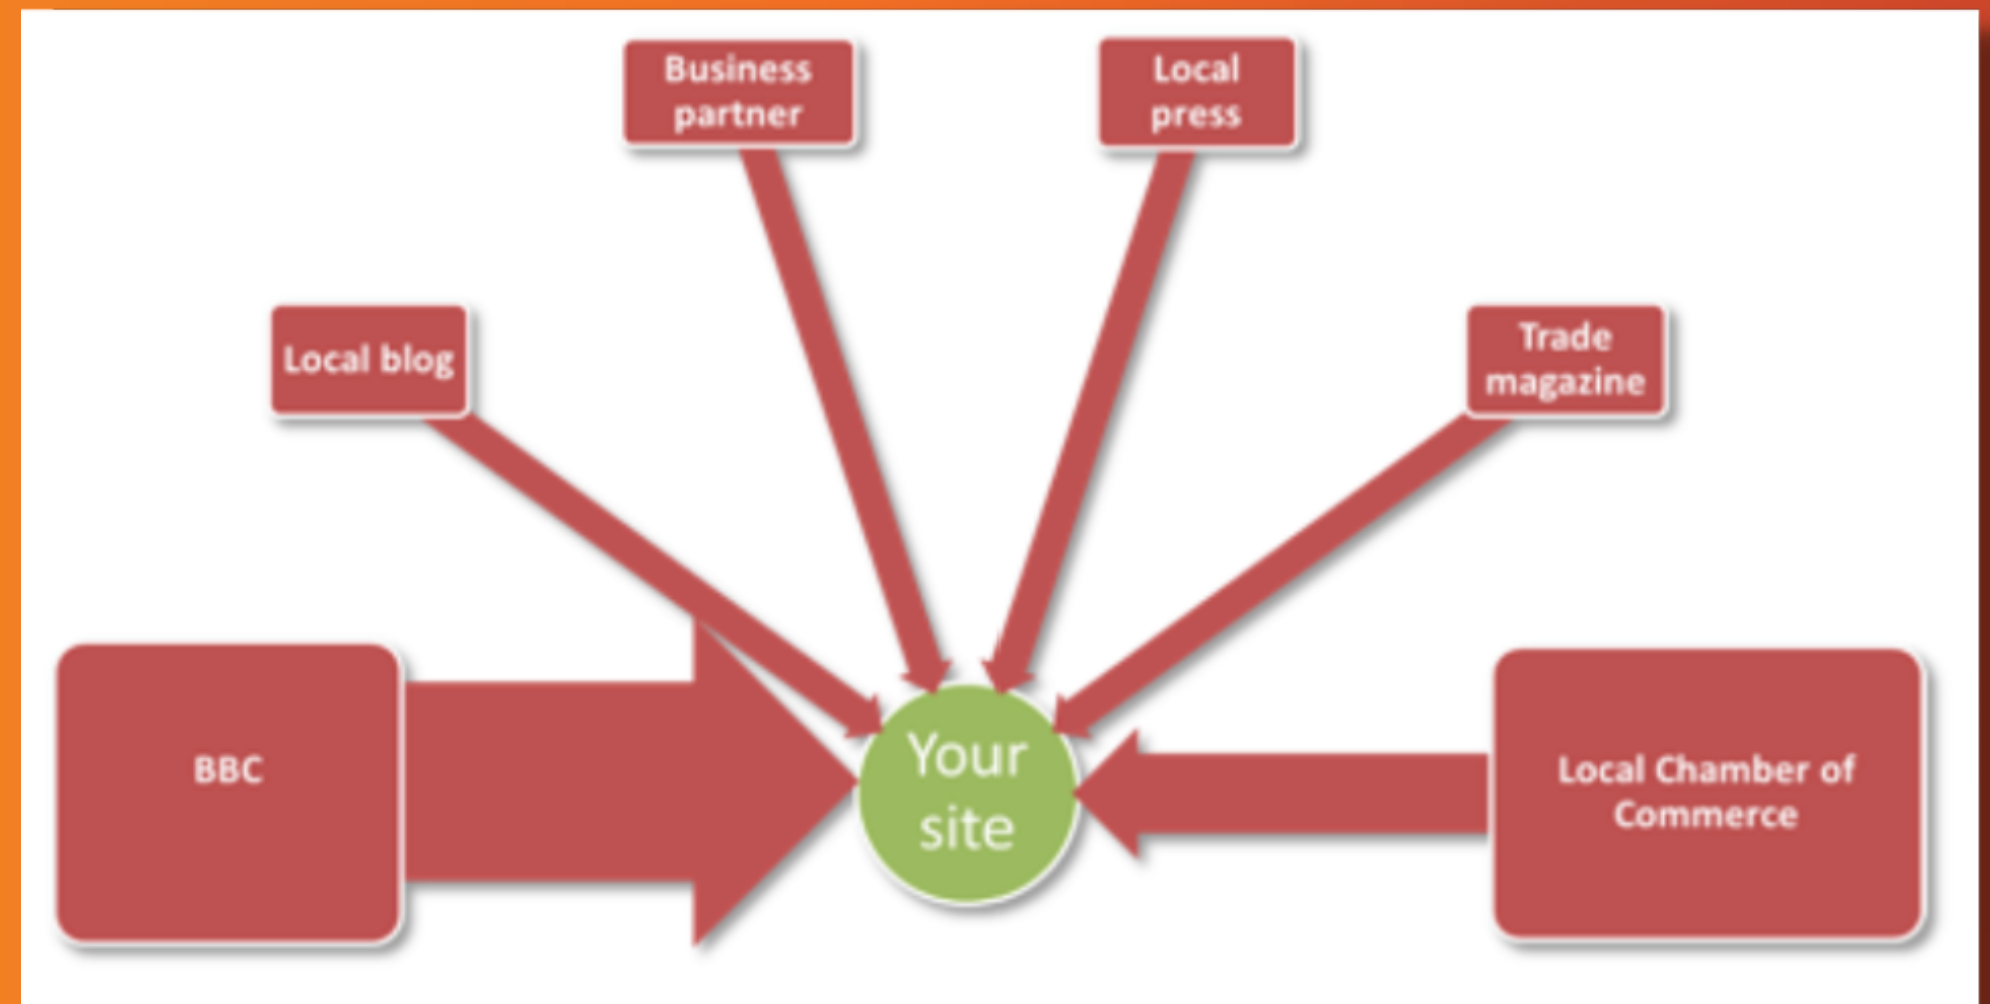 Business
partner
Local
press
Local blog
Trade
magazine
BBC
Your
site
Local Chamber of
Commerce